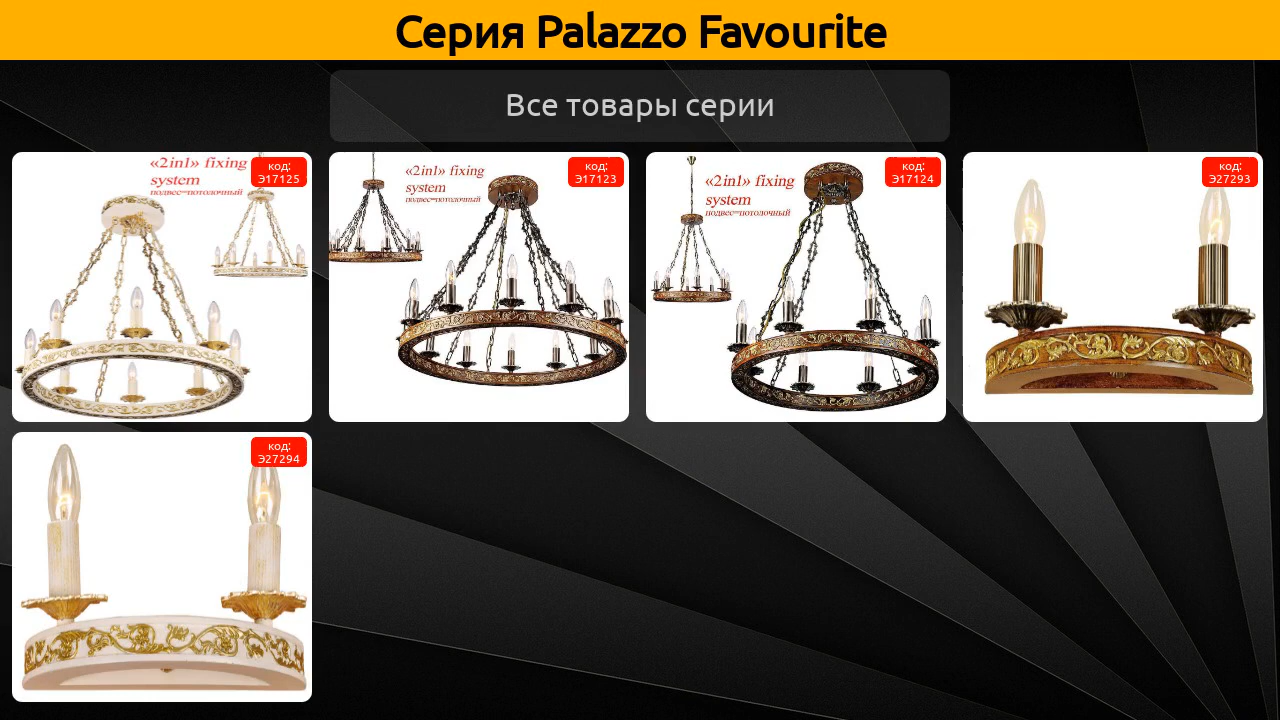 Серия Palazzo Favourite
Все товары серии
«2in1» fixing
system
подвес=потолочный
код:
Э17125
«2in1» fixing
system
подвес=потолочный
код:
Э17123
«2in1» fixing
system
подвес=потолочный
код:
Э17124
код:
Э27293
код:
Э27294